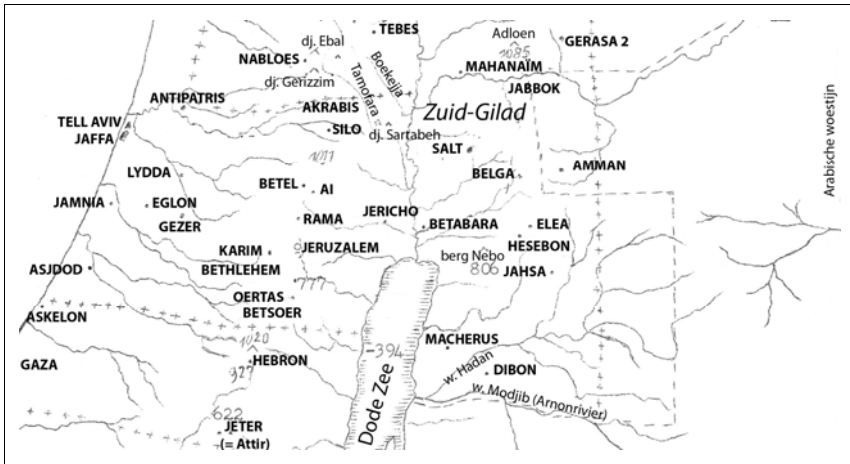 TEBES
dj. Ebal
Adloen
1085
GERASA 2
NABLOES
Boekejja
MAHANAÏM
dj. Gerizzim
Tamofara
JABBOK
ANTIPATRIS
AKRABIS
Zuid-Gilad
TELL AVIV
JAFFA
SILO
dj. Sartabeh
SALT
Arabische woestijn
LYDDA
BELGA
AMMAN
BETEL
AI
JAMNIA
EGLON
GEZER
RAMA
JERICHO
BETABARA
ELEA
HESEBON
KARIM
JERUZALEM
berg Nebo
806
BETHLEHEM
JAHSA
ASJDOD
777
OERTAS
BETSOER
ASKELON
1020
MACHERUS
-394
HEBRON
927
GAZA
w. Hadan
DIBON
Dode Zee
w. Modjib (Arnonrivier)
622
JETER
(= Attir)